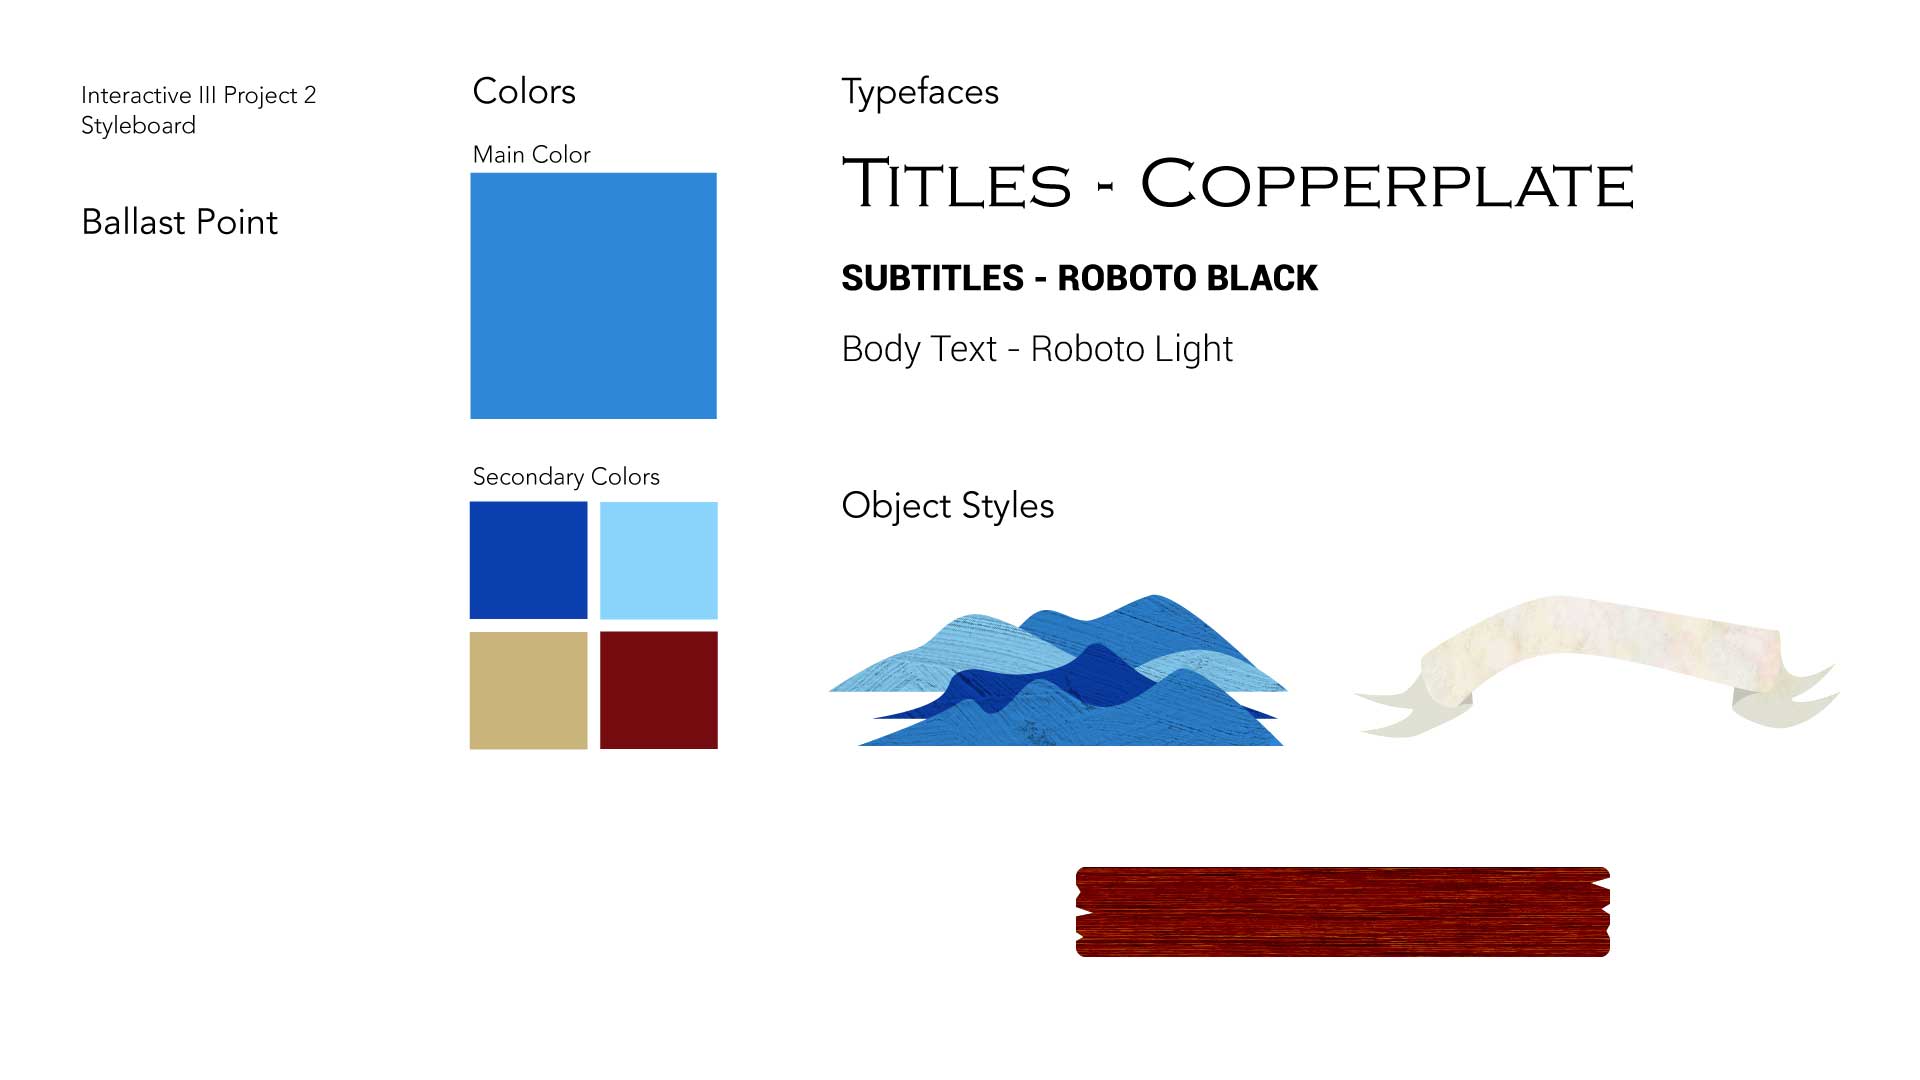 Interactive III Project 2
Styleboard
Ballast Point
Colors
Main Color
Secondary Colors
Typefaces
Titles - Copperplate
SUBTITLES - ROBOTO BLACK
Body Text - Roboto Light
Object Styles